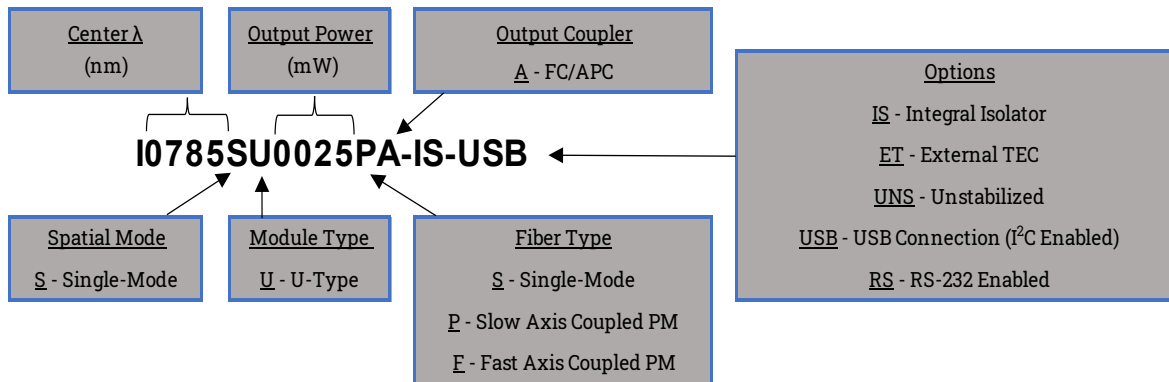 Center λ
(nm)
Output Power
(mW)
Output Coupler
A - FC/APC
Options
IS - Integral Isolator
ET - External TEC
UNS - Unstabilized
USB - USB Connection (I²C Enabled)
RS - RS-232 Enabled
I0785SU0025PA-IS-USB
Spatial Mode
S - Single-Mode
Module Type
U - U-Type
Fiber Type
S - Single-Mode
P - Slow Axis Coupled PM
F - Fast Axis Coupled PM